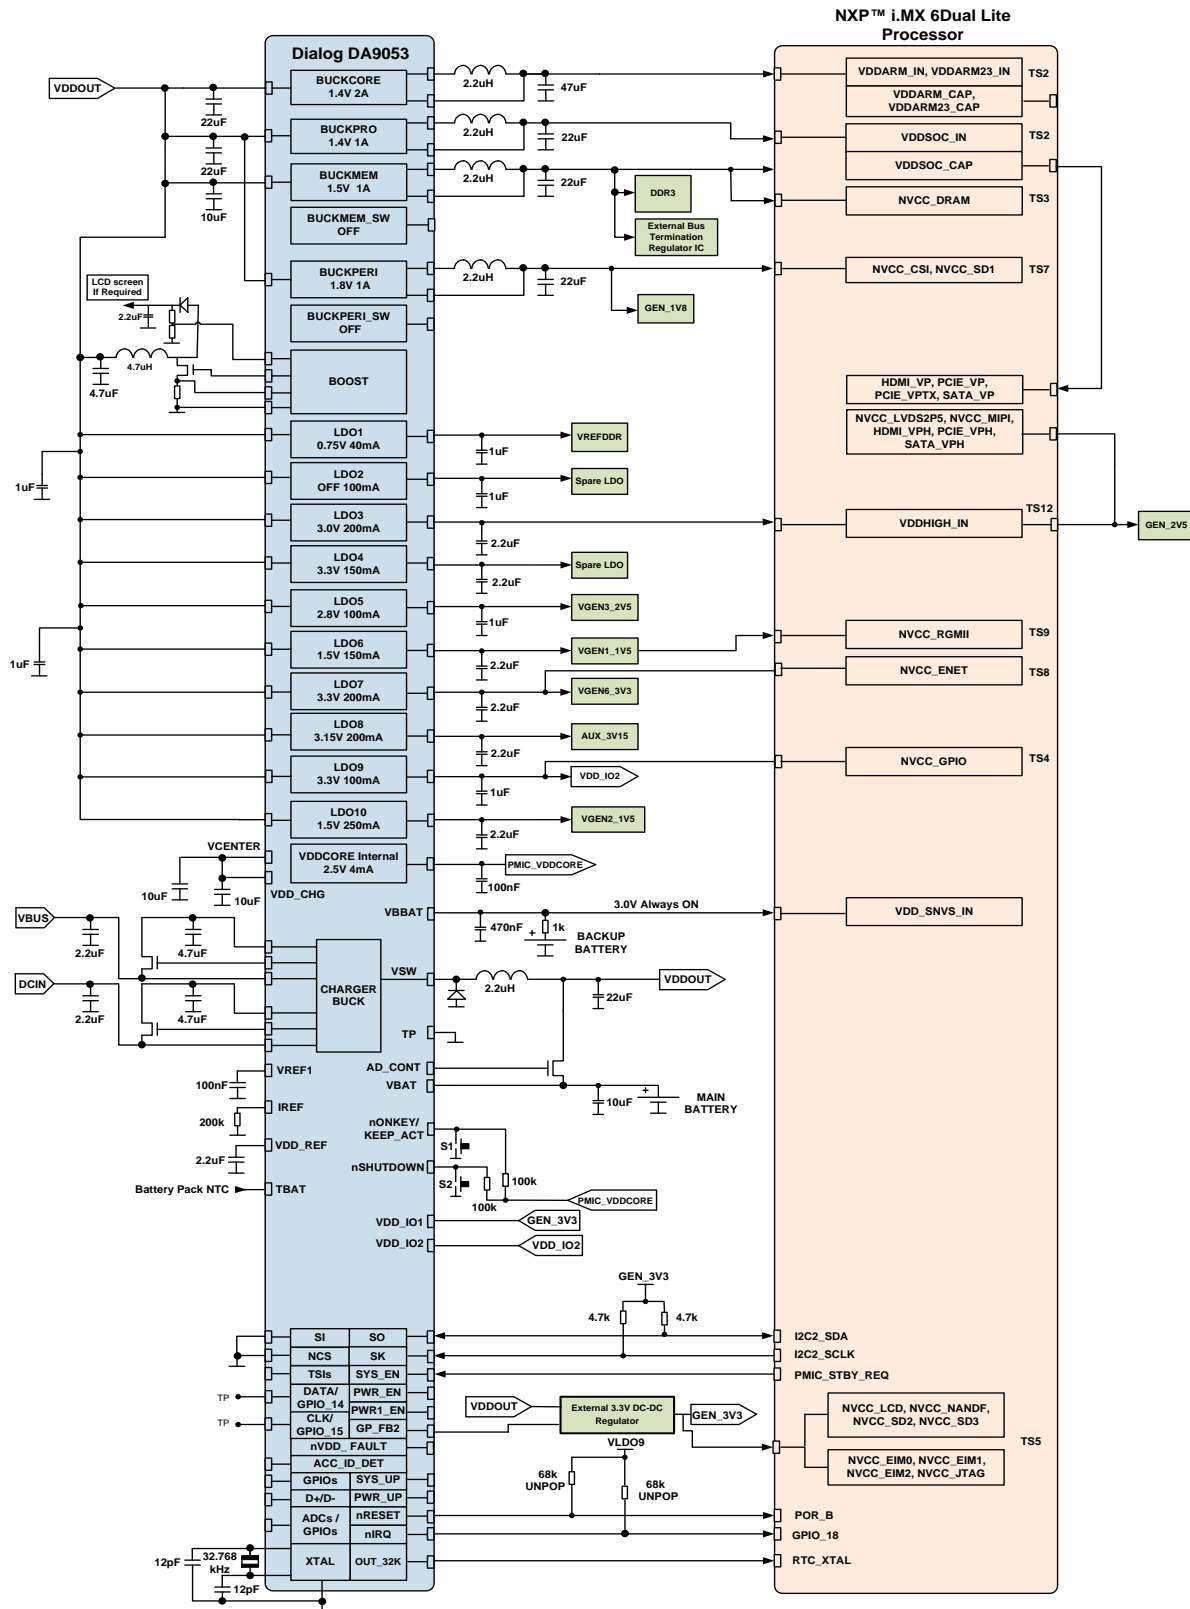 NXP™ i.MX 6Dual Lite
Processor
Dialog DA9053
VDDOUT
22uF
BUCKCORE
1.4V 2A
2.2uH
47uF
VDDARM_IN, VDDARM23_IN
TS2
VDDARM_CAP,
VDDARM23_CAP
22uF
BUCKPRO
1.4V 1A
2.2uH
22uF
VDDSOC_IN
TS2
VDDSOC_CAP
10uF
BUCKMEM
1.5V 1A
2.2uH
22uF
DDR3
NVCC_DRAM
TS3
BUCKMEM_SW
OFF
External Bus
Termination
Regulator IC
BUCKPERI
1.8V 1A
2.2uH
22uF
GEN_1V8
NVCC_CSI, NVCC_SD1
TS7
LCD screen
If Required
2.2uF
BUCKPERI_SW
OFF
4.7uH
4.7uF
BOOST
HDMI_VP, PCIE_VP,
PCIE_VPTX, SATA_VP
NVCC_LVDS2P5, NVCC_MIPI,
HDMI_VPH, PCIE_VPH,
SATA_VPH
LDO1
0.75V 40mA
1uF
VREFDDR
1uF
LDO2
OFF 100mA
1uF
Spare LDO
LDO3
3.0V 200mA
2.2uF
VDDHIGH_IN
TS12
GEN_2V5
LDO4
3.3V 150mA
2.2uF
Spare LDO
LDO5
2.8V 100mA
1uF
VGEN3_2V5
1uF
LDO6
1.5V 150mA
2.2uF
VGEN1_1V5
NVCC_RGMII
TS9
NVCC_ENET
TS8
LDO7
3.3V 200mA
2.2uF
VGEN6_3V3
LDO8
3.15V 200mA
2.2uF
AUX_3V15
LDO9
3.3V 100mA
1uF
VDD_IO2
NVCC_GPIO
TS4
LDO10
1.5V 250mA
2.2uF
VGEN2_1V5
VCENTER
10uF
10uF
VDD_CHG
VDDCORE Internal
2.5V 4mA
100nF
PMIC_VDDCORE
VBUS
2.2uF
4.7uF
VBBAT
470nF
1k
+
BACKUP
BATTERY
3.0V Always ON
VDD_SNVS_IN
DCIN
2.2uF
4.7uF
CHARGER
BUCK
VSW
2.2uH
22uF
VDDOUT
TP
VREF1
100nF
AD_CONT
VBAT
10uF
+
MAIN
BATTERY
IREF
200k
nONKEY/
KEEP_ACT
S1
VDD_REF
2.2uF
nSHUTDOWN
S2
100k
100k
PMIC_VDDCORE
Battery Pack NTC
TBAT
VDD_IO1
GEN_3V3
VDD_IO2
VDD_IO2
GEN_3V3
4.7k
4.7k
SI
SO
I2C2_SDA
NCS
SK
I2C2_SCLK
TSIs
SYS_EN
PMIC_STBY_REQ
TP
DATA/
GPIO_14
PWR_EN
PWR1_EN
TP
CLK/
GPIO_15
GP_FB2
VDDOUT
External 3.3V DC-DC
Regulator
GEN_3V3
NVCC_LCD, NVCC_NANDF,
NVCC_SD2, NVCC_SD3
TS5
NVCC_EIM0, NVCC_EIM1,
NVCC_EIM2, NVCC_JTAG
nVDD_ FAULT
ACC_ID_DET
VLDO9
68k
UNPOP
68k
UNPOP
GPIOs
SYS_UP
D+/D-
PWR_UP
ADCs /
GPIOs
nRESET
POR_B
nIRQ
GPIO_18
12pF
32.768
kHz
12pF
XTAL
OUT_32K
RTC_XTAL